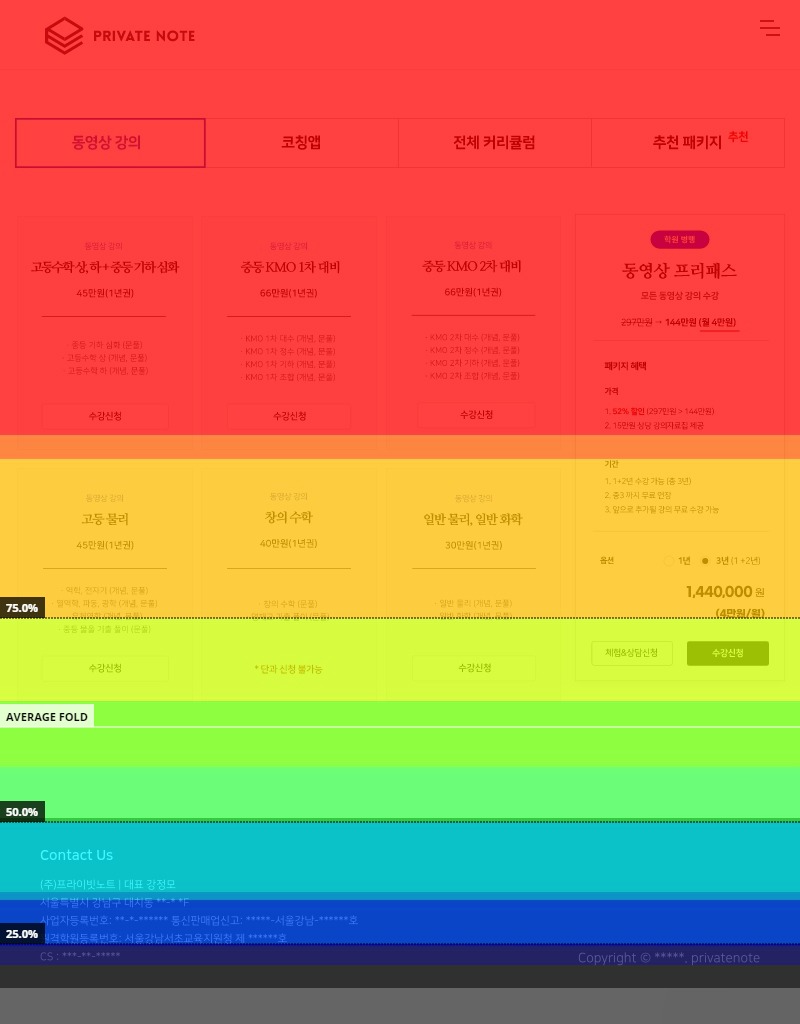 PRIVATE NOTE
동영상 강의
코칭앱
전체 커리큘럼
추천 패키지 추천
동영상 강의
고등수학 상, 하 + 중등 기하 심화
45만원(1년권)
· 중등 기하 심화 (개념, 문풀)
· 고등수학 상 (개념, 문풀)
· 고등수학 하 (개념, 문풀)
수강신청
동영상 강의
중등 KMO 1차 대비
66만원(1년권)
· KMO 1차 대수 (개념, 문풀)
· KMO 1차 정수 (개념, 문풀)
· KMO 1차 기하 (개념, 문풀)
· KMO 1차 조합 (개념, 문풀)
수강신청
동영상 강의
중등 KMO 2차 대비
66만원(1년권)
· KMO 2차 대수 (개념, 문풀)
· KMO 2차 정수 (개념, 문풀)
· KMO 2차 기하 (개념, 문풀)
· KMO 2차 조합 (개념, 문풀)
수강신청
학원 병행
동영상 프리패스
모든 동영상 강의 수강
297만원 → 144만원 (월 4만원)
패키지 혜택
가격
1. 52% 할인 (297만원 > 144만원)
2. 15만원 상당 강의자료집 제공
기간
1. 1+2년 수강 가능 (총 3년)
2. 중3 까지 무료 연장
3. 앞으로 추가될 강의 무료 수강 가능
옵션 1년 3년 (1 +2년)
1,440,000 원
(4만원/월)
체험&상담신청
수강신청
동영상 강의
고등 물리
45만원(1년권)
· 역학, 전자기 (개념, 문풀)
· 열역학, 파동, 광학 (개념, 문풀)
· 중등 물올 기출 풀이 (문풀)
수강신청
동영상 강의
창의 수학
40만원(1년권)
· 창의 수학 (문풀)
* 단과 신청 불가능
동영상 강의
일반 물리, 일반 화학
30만원(1년권)
· 일반 물리 (개념, 문풀)
· 일반 화학 (개념, 문풀)
수강신청
75.0%
AVERAGE FOLD
50.0%
Contact Us
(주)프라이빗노트 | 대표 강정모
서울특별시 강남구 대치동 **-* *F
사업자등록번호: **-*-****** 통신판매업신고: *****-서울강남-******호
원격학원등록번호: 서울강남서초교육지원청 제 ******호
25.0%
CS : ***-**-*****
Copyright © *****. privatenote